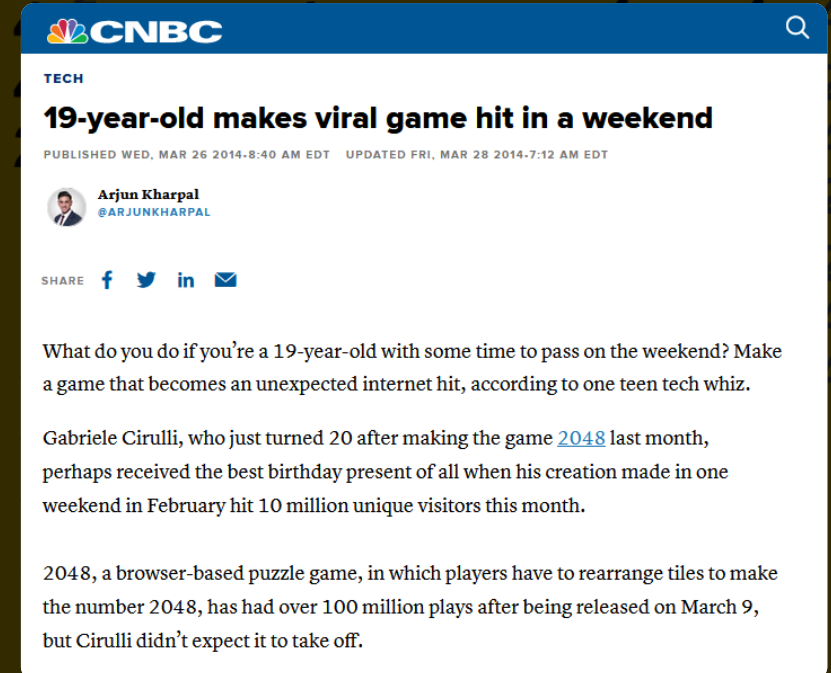 CNBC
TECH
19-year-old makes viral game hit in a weekend
PUBLISHED WED, MAR 26 2014-8:40 AM EDT UPDATED FRI, MAR 28 2014-7:12 AM EDT
Arjun Kharpal
@ARJUNKHARPAL
SHARE
What do you do if you’re a 19-year-old with some time to pass on the weekend? Make
a game that becomes an unexpected internet hit, according to one teen tech whiz.
Gabriele Cirulli, who just turned 20 after making the game 2048 last month,
perhaps received the best birthday present of all when his creation made in one
weekend in February hit 10 million unique visitors this month.
2048, a browser-based puzzle game, in which players have to rearrange tiles to make
the number 2048, has had over 100 million plays after being released on March 9,
but Cirulli didn’t expect it to take off.